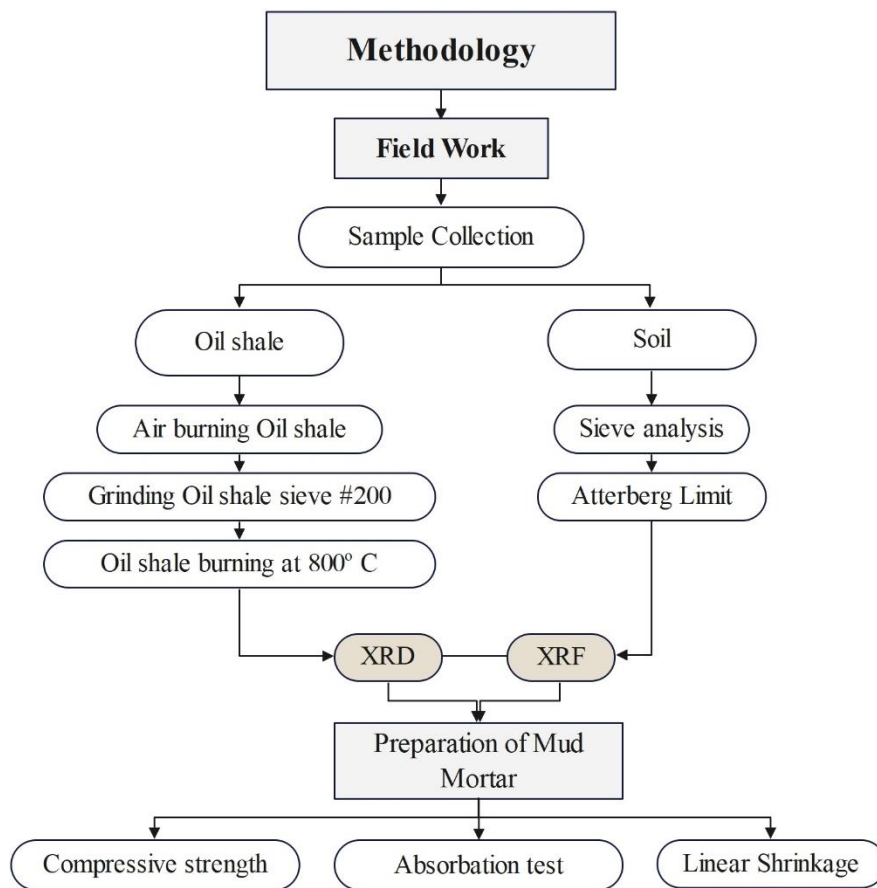 Methodology
Field Work
Sample Collection
Oil shale
Soil
Air burning Oil shale
Sieve analysis
Grinding Oil shale sieve #200
Atterberg Limit
Oil shale burning at 800º C
XRD
XRF
Preparation of Mud
Mortar
Compressive strength
Absorbation test
Linear Shrinkage